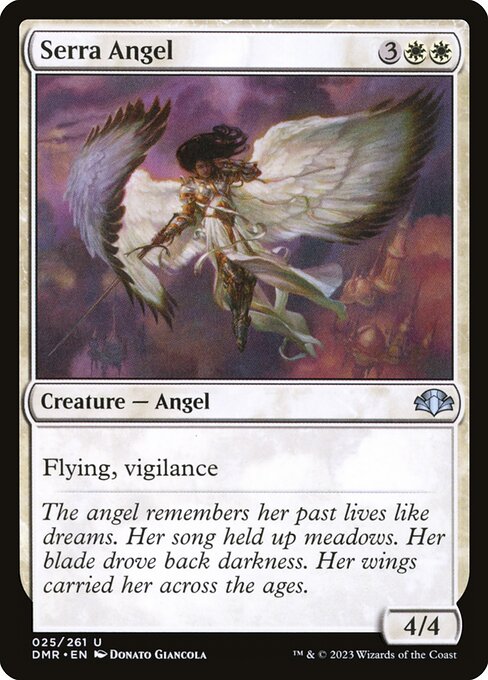 Serra Angel 3
Creature — Angel
Flying, vigilance
The angel remembers her past lives like
dreams. Her song held up meadows. Her
blade drove back darkness. Her wings
carried her across the ages.
4/4
025/261 U
DMR • EN Donato Giancola
™ & © 2023 Wizards of the Coast